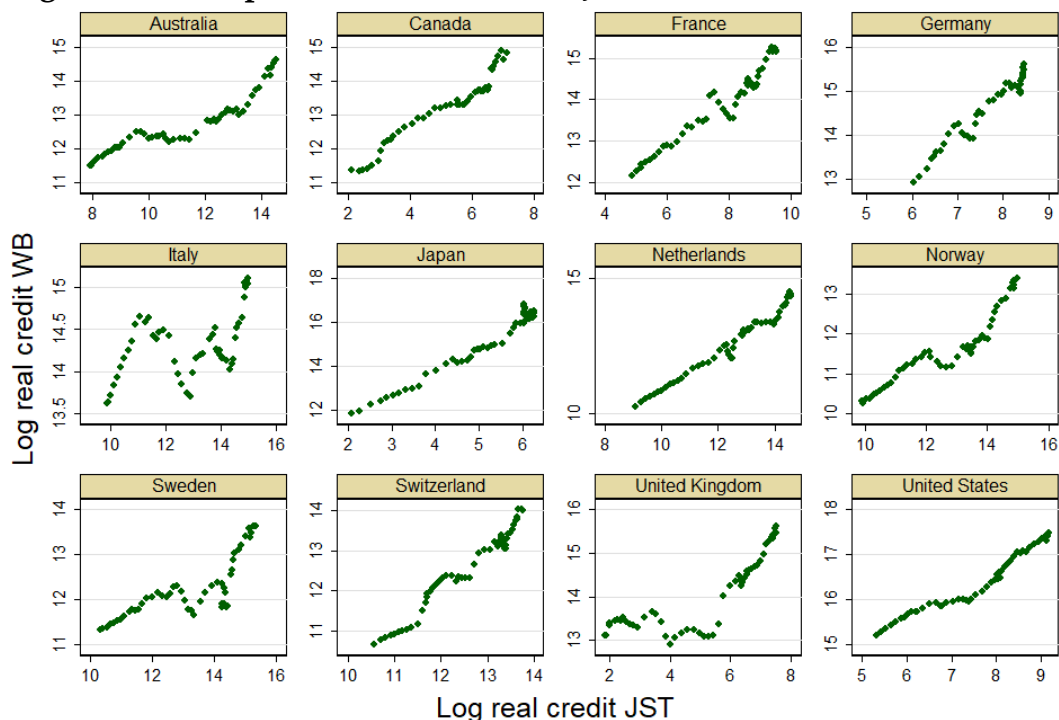 Australia
Canada
France
Germany
15
14
13
12
11
8 10 12 14
15
14
13
12
11
2 4 6 8
15
14
13
12
4 6 8 10
16
15
14
13
5 6 7 8 9
Log real credit WB
Italy
Japan
Netherlands
Norway
15
14.5
14
13.5
10 12 14 16
18
16
14
12
2 3 4 5 6
15
10
8 10 12 14
13
12
11
10
10 12 14 16
Sweden
Switzerland
United Kingdom
United States
14
13
12
11
10 12 14 16
14
13
12
11
10 11 12 13 14
16
15
14
13
2 4 6 8
18
17
16
15
5 6 7 8 9
Log real credit JST